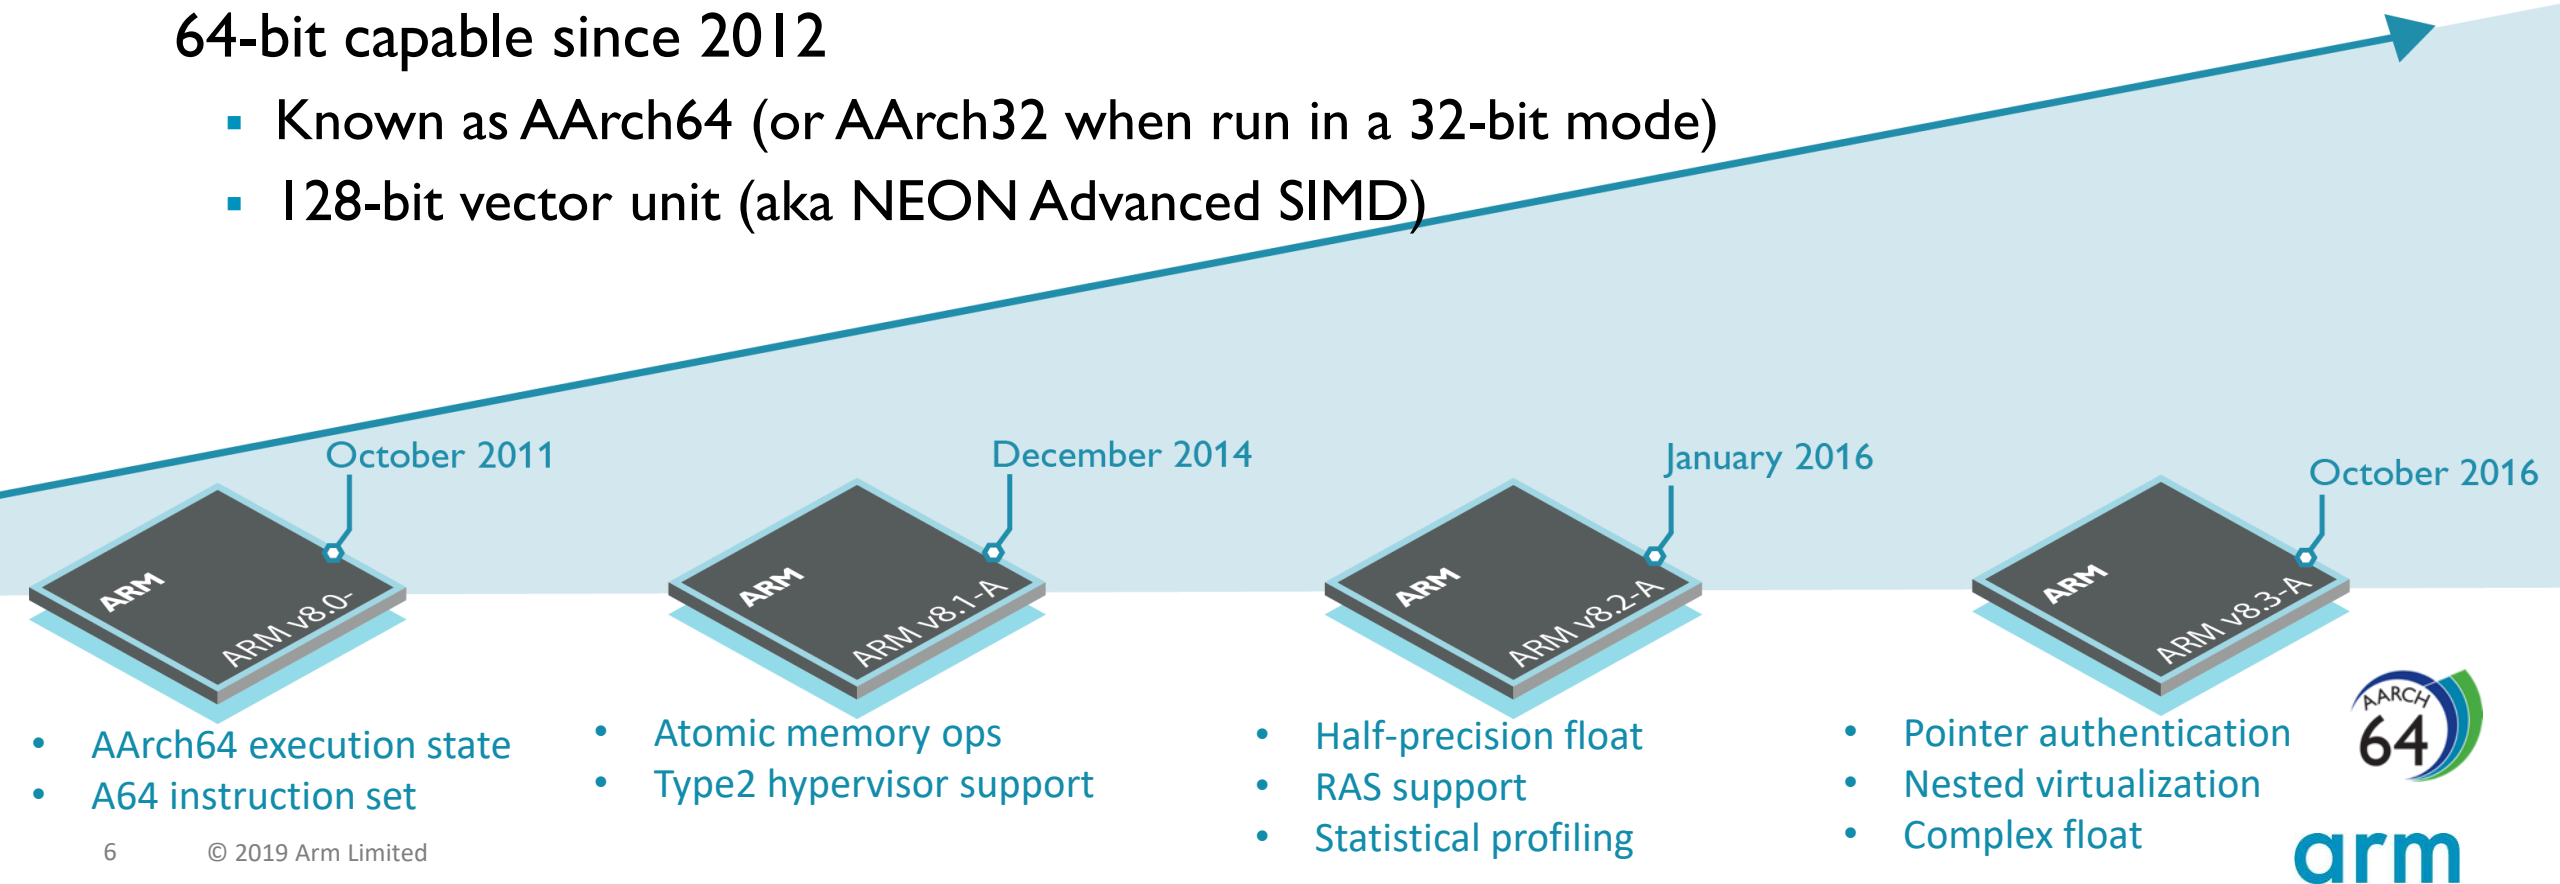 64-bit capable since 2012
▪ Known as AArch64 (or AArch32 when run in a 32-bit mode)
▪ 128-bit vector unit (aka NEON Advanced SIMD)
October 2011
ARM
ARM v8.0-
• AArch64 execution state
• A64 instruction set
December 2014
ARM
ARM v8.1-A
• Atomic memory ops
• Type2 hypervisor support
January 2016
ARM
ARM v8.2-A
• Half-precision float
• RAS support
• Statistical profiling
October 2016
ARM
ARM v8.3-A
• Pointer authentication
• Nested virtualization
• Complex float
AARCH
64
6
© 2019 Arm Limited
arm